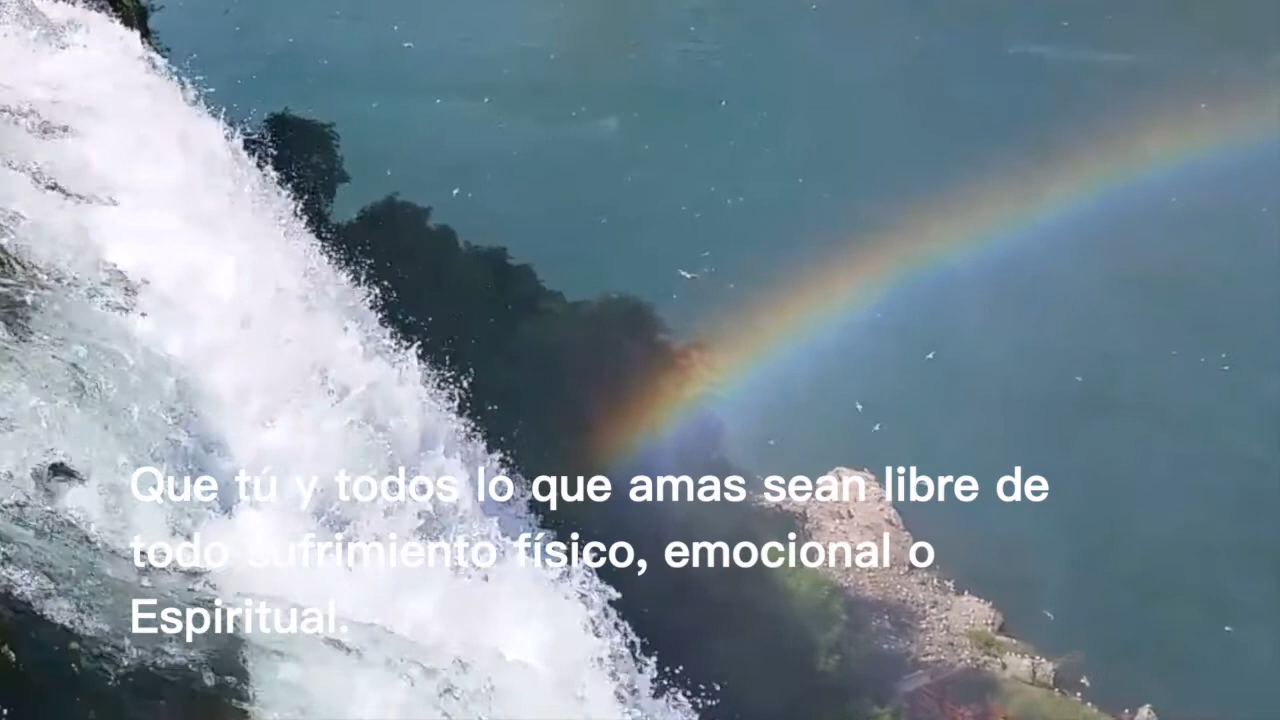 Que tú y todos lo que amas sean libre de
todo sufrimiento físico, emocional o
Espiritual.